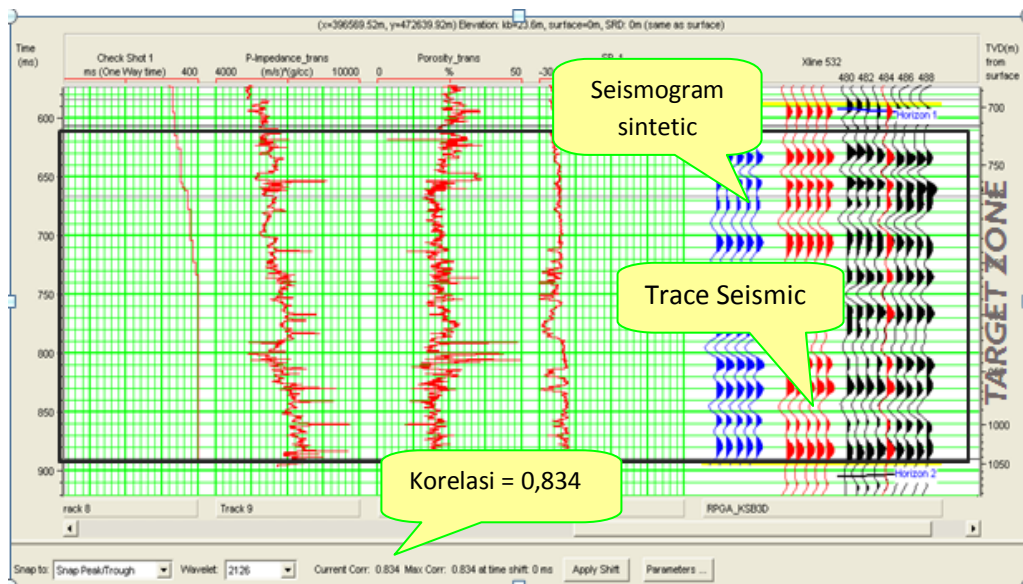 (x=396569.52m, y=472639.92m) Elevation: kb=23.6m, surface=0m, SRD: 0m (same as surface)
Time
(ms)
Check Shot 1
ms (One Way time) 400
P-Impedance_trans
4000 (m/s)*(g/cc) 10000
Porosity_trans
0 % 50
-30
Xline 532
480 482 484 486 488
TVD(m)
from
surface
Seismogram
sintetic
Horizon 1
600
650
700
750
800
850
900
700
750
1000
1050
TARGET ZONE
Trace Seismic
Korelasi = 0,834
Horizon 2
rack 8
Track 9
RPGA_KSB3D
Snap to: Snap Peak/Trough Wavelet: 2126 Current Corr: 0.834 Max Corr: 0.834 at time shift: 0 ms Apply Shift Parameters ...